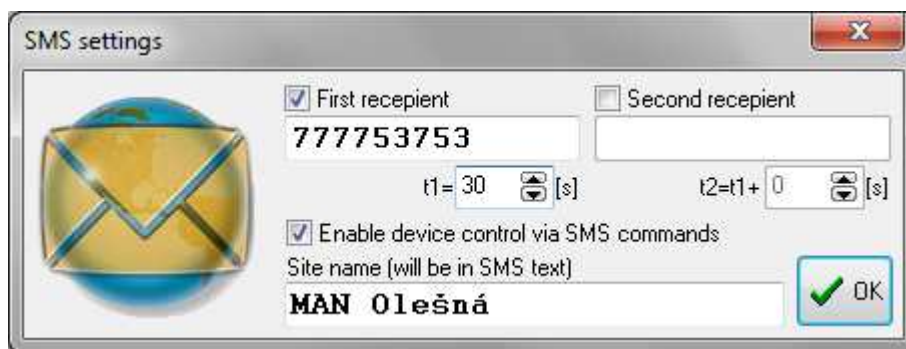 SMS settings
First recepient Second recepient
777753753
t1= 30 [s] t2=t1+ 0 [s]
Enable device control via SMS commands
Site name (will be in SMS text)
MAN Olešná
OK